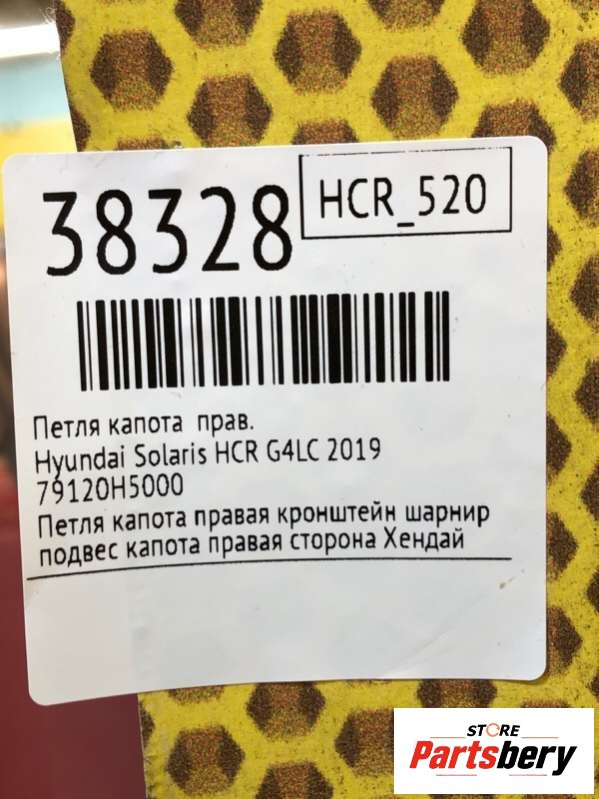 38328
HCR_520
Петля капота прав.
Hyundai Solaris HCR G4LC 2019
79120H5000
Петля капота правая кронштейн шарнир
подвес капота правая сторона Хендай
STORE
Partsbery